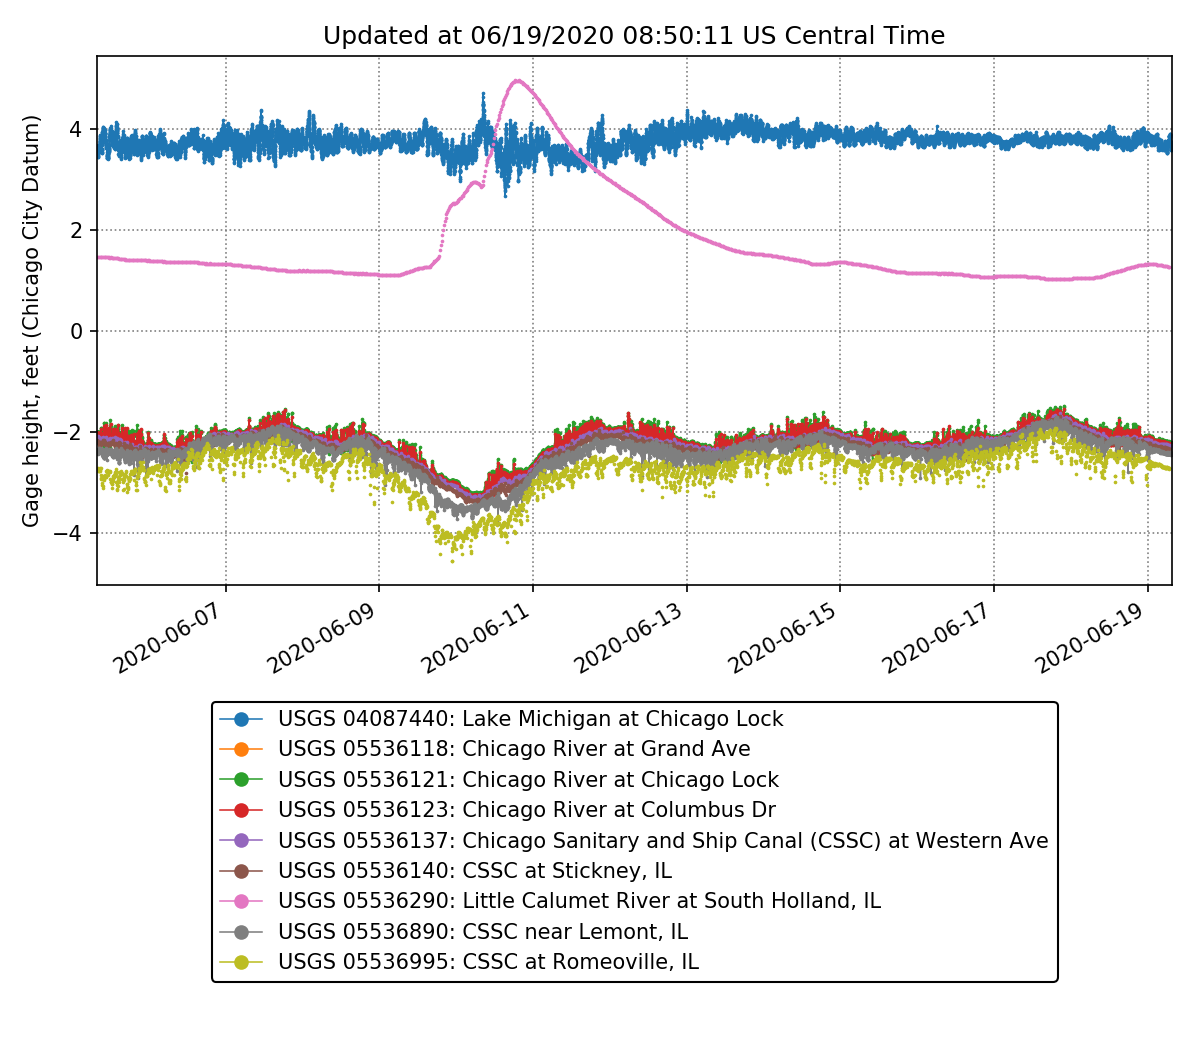 Updated at 06/19/2020 08:50:11 US Central Time
Gage height, feet (Chicago City Datum)
4
2
0
−2
−4
2020-06-07
2020-06-09
2020-06-11
2020-06-13
2020-06-15
2020-06-17
2020-06-19
USGS 04087440: Lake Michigan at Chicago Lock
USGS 05536118: Chicago River at Grand Ave
USGS 05536121: Chicago River at Chicago Lock
USGS 05536123: Chicago River at Columbus Dr
USGS 05536137: Chicago Sanitary and Ship Canal (CSSC) at Western Ave
USGS 05536140: CSSC at Stickney, IL
USGS 05536290: Little Calumet River at South Holland, IL
USGS 05536890: CSSC near Lemont, IL
USGS 05536995: CSSC at Romeoville, IL